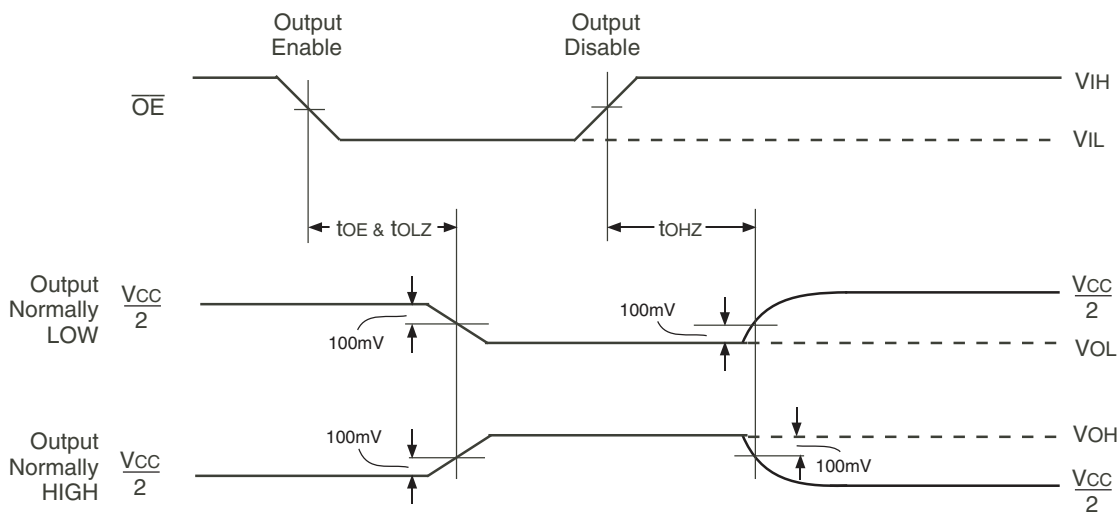 Output
Enable
Output
Disable
OE
VIH
VIL
tOE & tOLZ
tOHZ
Output
Normally
LOW
VCC
2
100mV
100mV
VCC
2
VOL
Output
Normally
HIGH
VCC
2
100mV
VOH
100mV
VCC
2